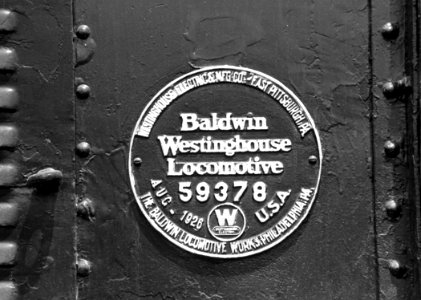 WESTINGHOUSE ELECTRIC & MFG CO. - EAST PITTSBURGH, PA.
Baldwin
Westinghouse
Locomotive
59378
AUG - 1926
W
U.S.A.
THE BALDWIN LOCOMOTIVE WORKS, PHILADELPHIA, PA.